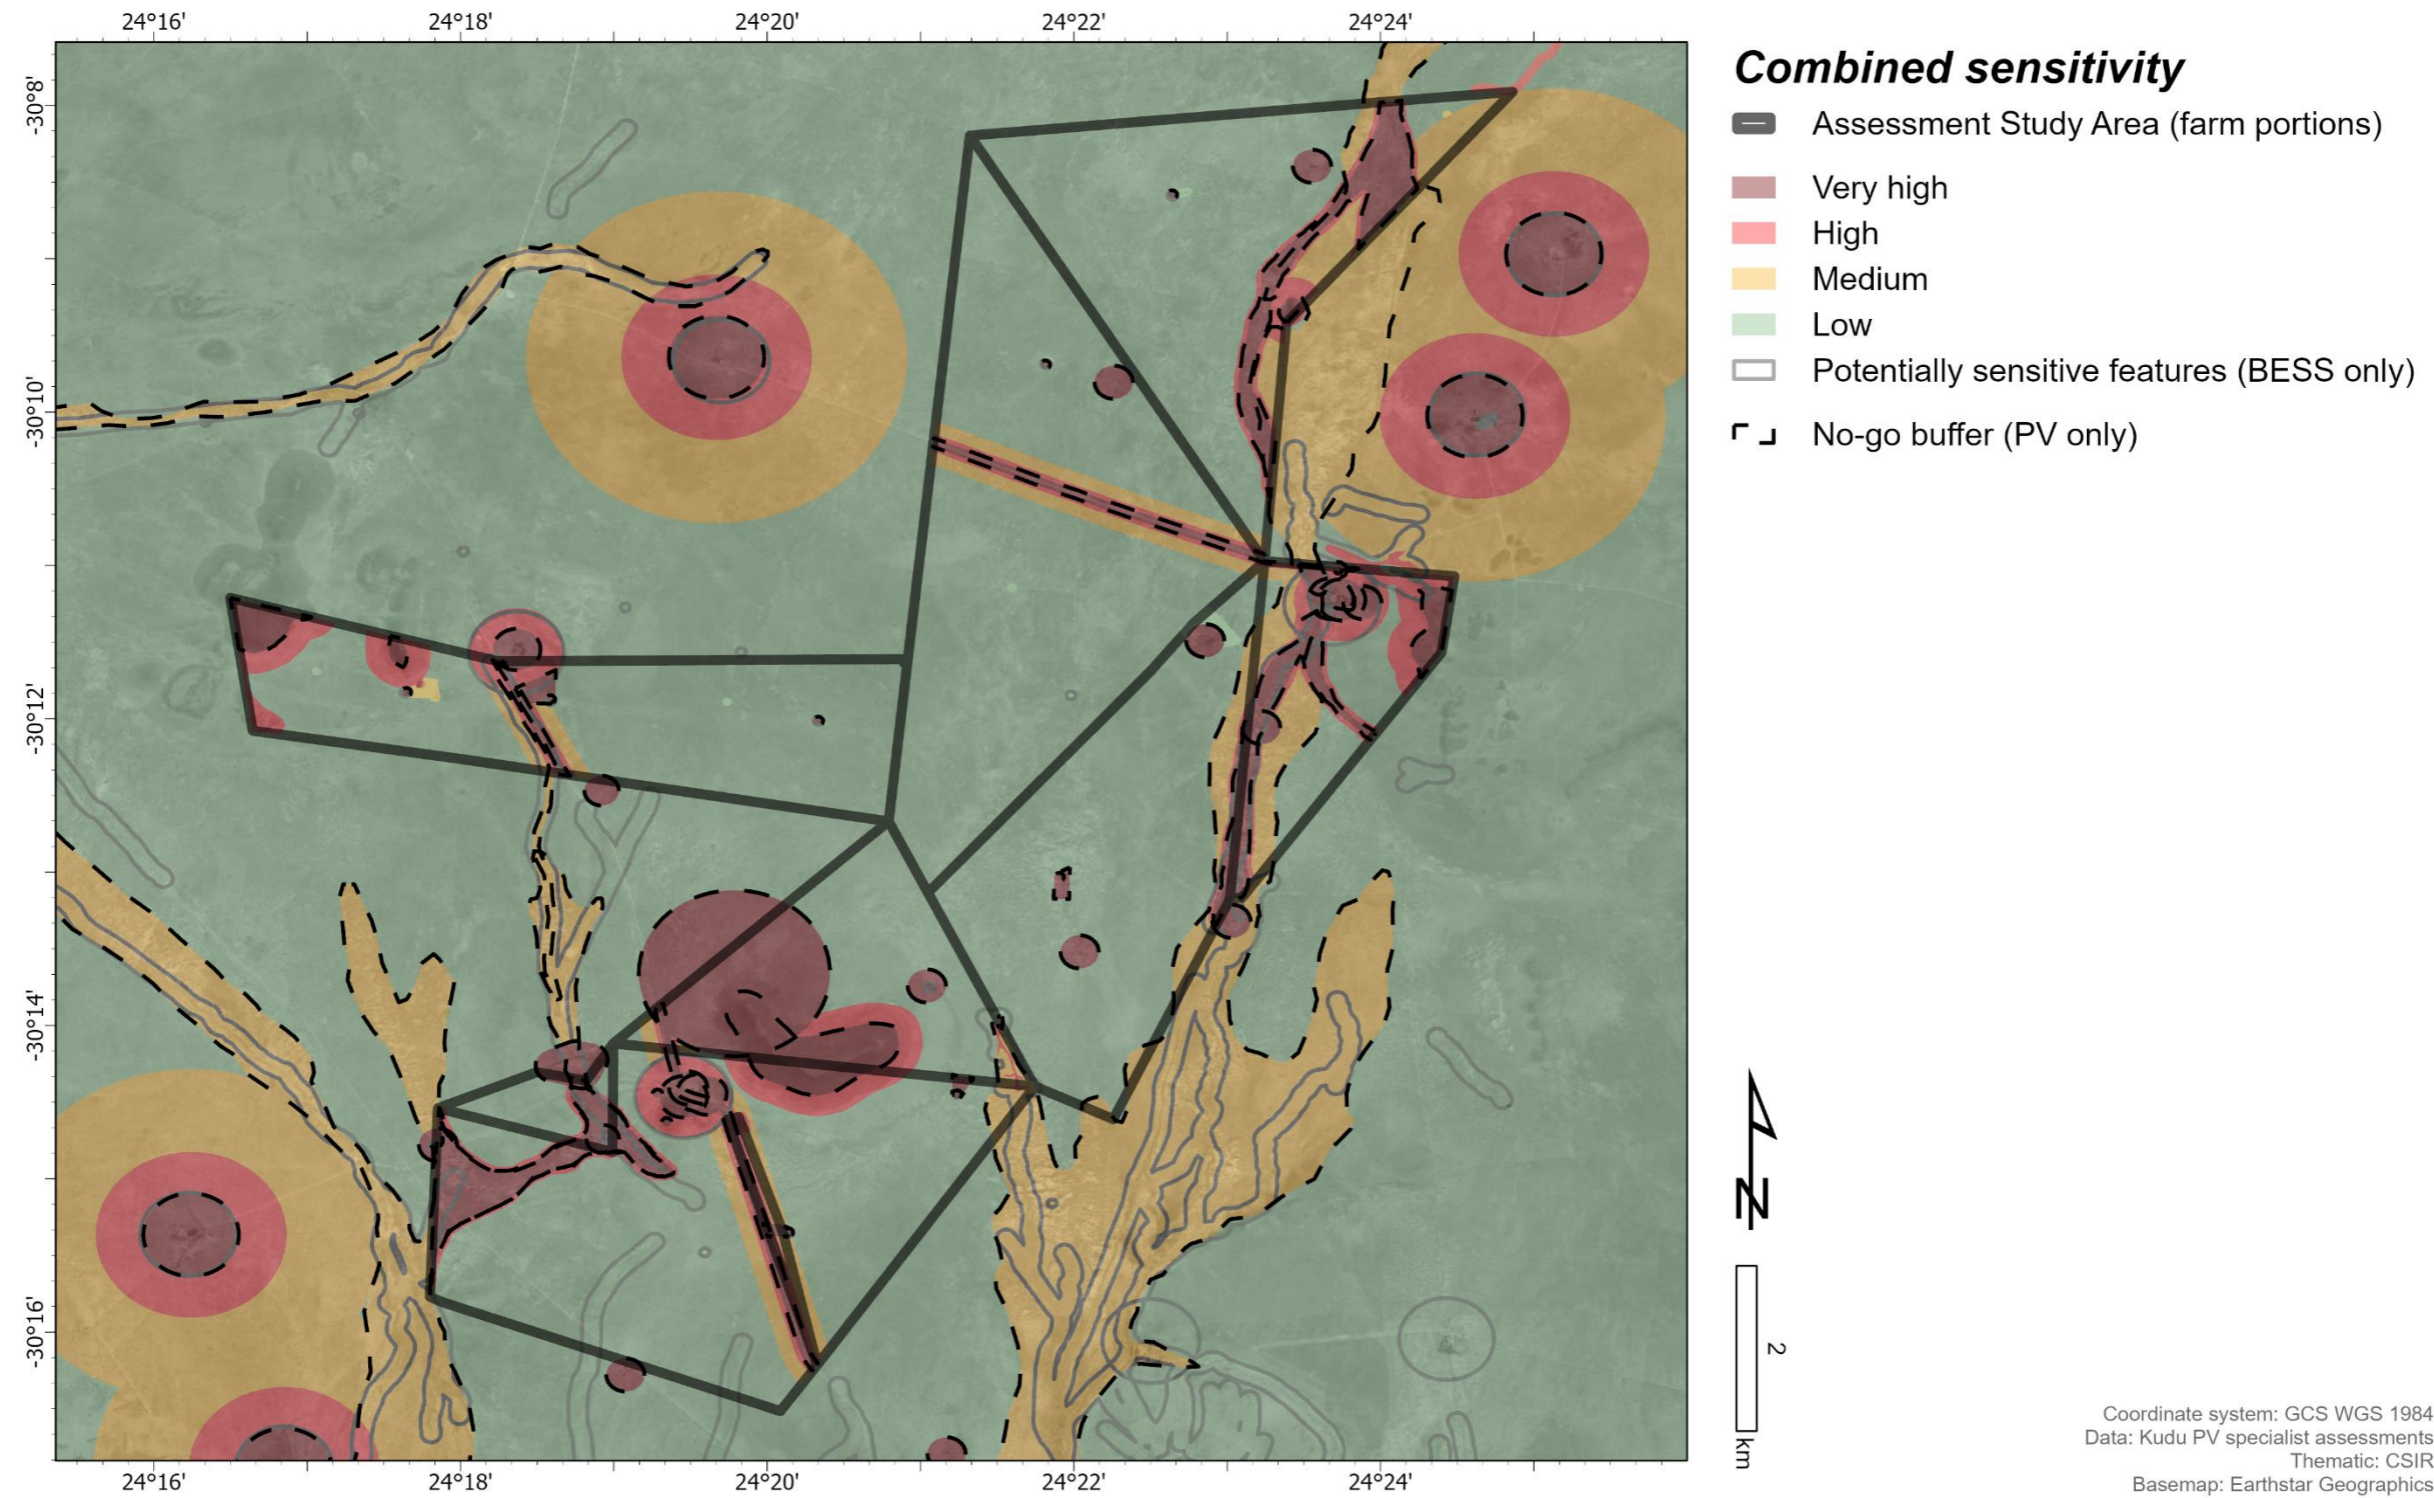 24°16' 24°18' 24°20' 24°22' 24°24'
Combined sensitivity
Assessment Study Area (farm portions)
Very high
High
Medium
Low
Potentially sensitive features (BESS only)
No-go buffer (PV only)
-30°8'
-30°10'
-30°12'
-30°14'
-30°16'
N
2
km
24°16' 24°18' 24°20' 24°22' 24°24'
Coordinate system: GCS WGS 1984
Data: Kudu PV specialist assessments
Thematic: CSIR
Basemap: Earthstar Geographics